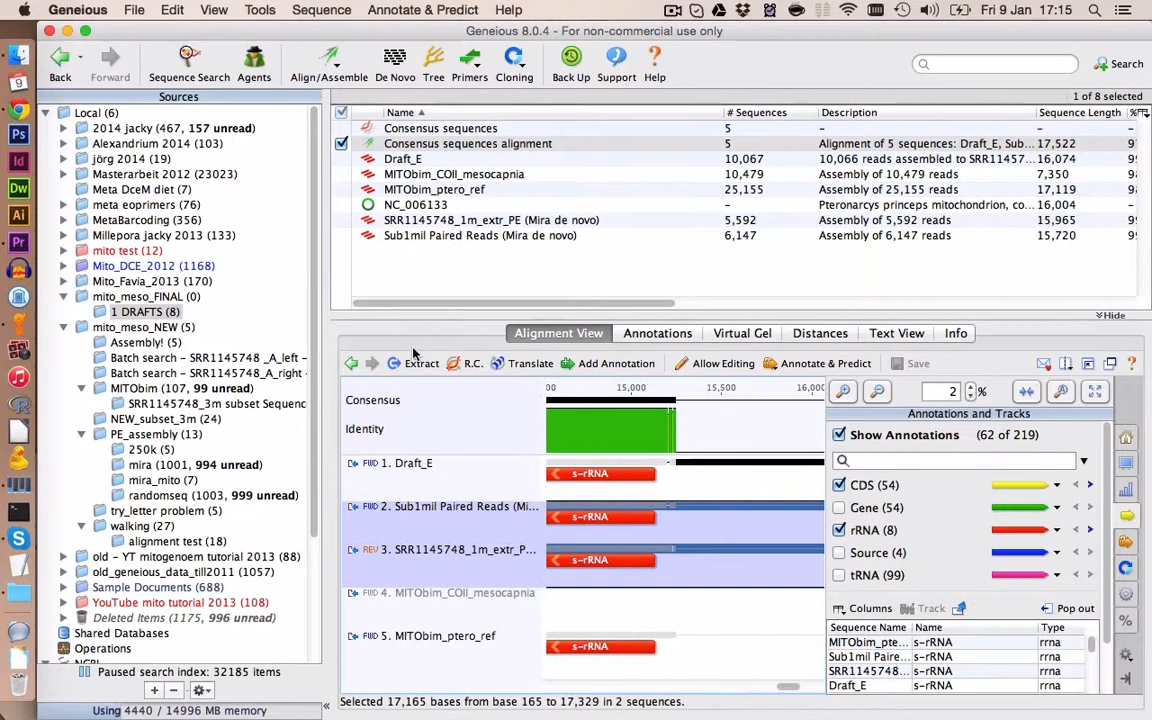 Geneious File Edit View Tools Sequence Annotate & Predict Help Fri 9 Jan 17:15
Geneious 8.0.4 - For non-commercial use only
Back Forward Sequence Search Agents Align/Assemble De Novo Tree Primers Cloning Back Up Support Help Search
Sources
1 of 8 selected
Local (6)
2014 jacky (467, 157 unread)
Alexandrium 2014 (103)
jörg 2014 (19)
Masterarbeit 2012 (23023)
Meta DceM diet (7)
meta eoprimers (76)
MetaBarcoding (356)
Millepora jacky 2013 (133)
mito test (12)
Mito_DCE_2012 (1168)
Mito_Favia_2013 (170)
mito_meso_FINAL (0)
1 DRAFTS (8)
mito_meso_NEW (5)
Assembly! (5)
Batch search - SRR1145748 _A_left -
Batch search - SRR1145748_A_right -
MITObim (107, 99 unread)
SRR1145748_3m subset Sequenc
NEW_subset_3m (24)
PE_assembly (13)
250k (5)
mira (1001, 994 unread)
mira_mito (7)
randomseq (1003, 999 unread)
try_letter problem (5)
walking (27)
alignment test (18)
old - YT mitogenoem tutorial 2013 (88)
old_geneious_data_till2011 (1057)
Sample Documents (688)
YouTube mito tutorial 2013 (108)
Deleted Items (1175, 996 unread)
Shared Databases
Operations
NCBI
Paused search index: 32185 items
Using 4440 / 14996 MB memory
Name # Sequences Description Sequence Length %
Consensus sequences 5 - -
Consensus sequences alignment 5 Alignment of 5 sequences: Draft_E, Sub... 17,522 9
Draft_E 10,067 10,066 reads assembled to SRR11457... 16,074
MITObim_COII_mesocapnia 10,479 Assembly of 10,479 reads 7,350
MITObim_ptero_ref 25,155 Assembly of 25,155 reads 17,119
NC_006133 - Pteronarcys princeps mitochondrion, co... 16,004
SRR1145748_1m_extr_PE (Mira de novo) 5,592 Assembly of 5,592 reads 15,965
Sub1mil Paired Reads (Mira de novo) 6,147 Assembly of 6,147 reads 15,720
Hide
Alignment View Annotations Virtual Gel Distances Text View Info
Extract R.C. Translate Add Annotation Allow Editing Annotate & Predict Save
00 15,000 15,500 16,000
Consensus
Identity
FWD 1. Draft_E
s-rRNA
FWD 2. Sub1mil Paired Reads (Mi...
s-rRNA
REV 3. SRR1145748_1m_extr_P...
s-rRNA
FWD 4. MITObim_COII_mesocapnia
FWD 5. MITObim_ptero_ref
s-rRNA
2 %
Annotations and Tracks
Show Annotations (62 of 219)
CDS (54)
Gene (54)
rRNA (8)
Source (4)
tRNA (99)
Columns Track Pop out
Sequence Name Name Type
MITObim_pte... s-rRNA rrna
Sub1mil Paire... s-rRNA rrna
SRR1145748... s-rRNA rrna
Draft_E s-rRNA rrna
Selected 17,165 bases from base 165 to 17,329 in 2 sequences.